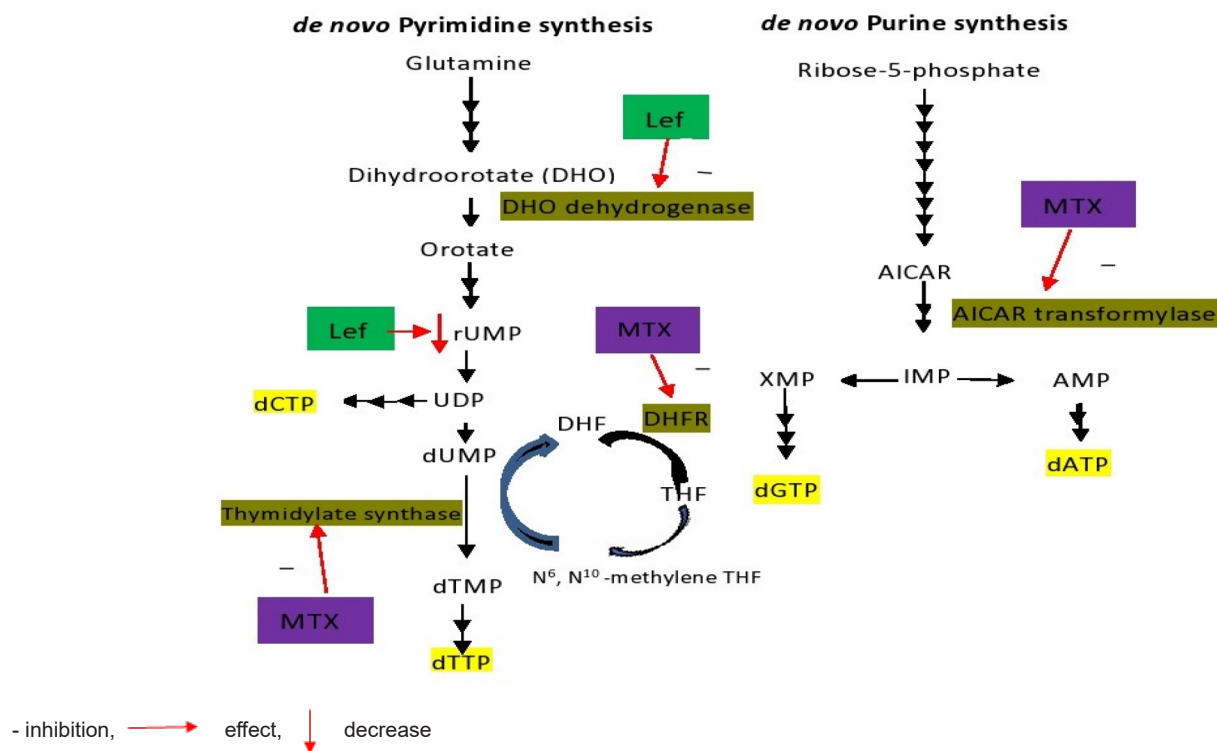 de novo Pyrimidine synthesis
Glutamine
Lef
Dihydroorotate (DHO)
–
DHO dehydrogenase
Orotate
Lef
rUMP
MTX
–
dCTP
UDP
DHF
DHFR
dUMP
THF
Thymidylate synthase
N⁶, N¹⁰ -methylene THF
–
dTMP
MTX
dTTP
de novo Purine synthesis
Ribose-5-phosphate
MTX
AICAR
–
AICAR transformylase
XMP
IMP
AMP
dGTP
dATP
- inhibition, effect, decrease